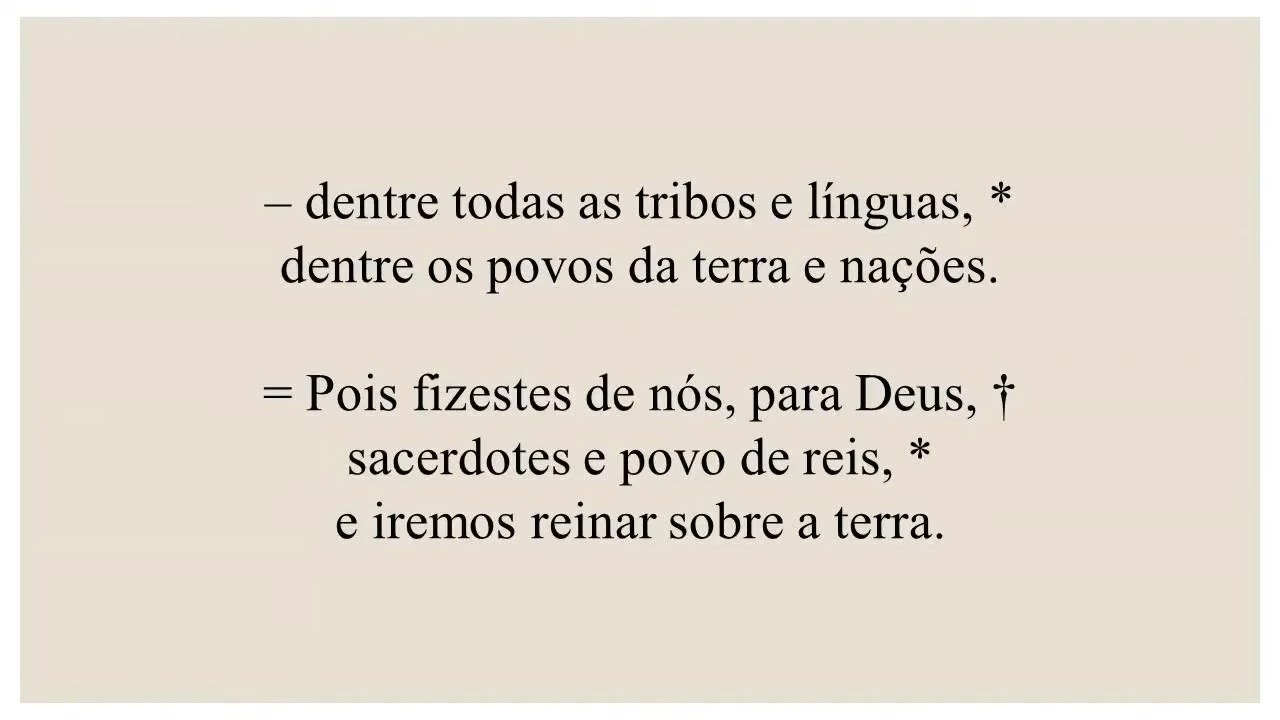 – dentre todas as tribos e línguas, *
dentre os povos da terra e nações.
= Pois fizestes de nós, para Deus, †
sacerdotes e povo de reis, *
e iremos reinar sobre a terra.